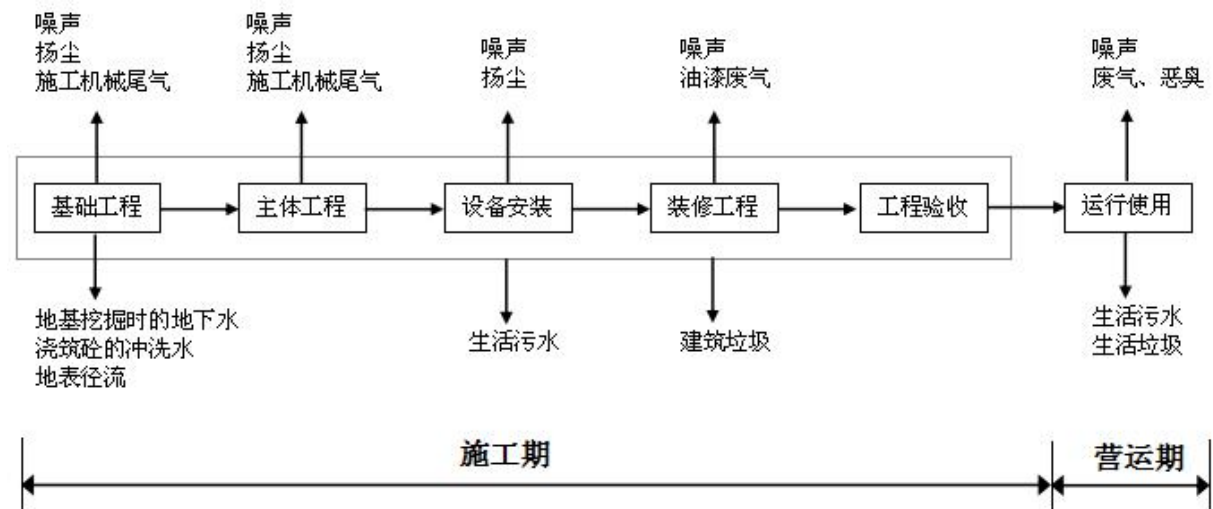 噪声
扬尘
施工机械尾气
噪声
扬尘
施工机械尾气
噪声
扬尘
噪声
油漆废气
噪声
废气、恶臭
基础工程
主体工程
设备安装
装修工程
工程验收
运行使用
地基挖掘时的地下水
浇筑砼的冲洗水
地表径流
生活污水
建筑垃圾
生活污水
生活垃圾
施工期
营运期